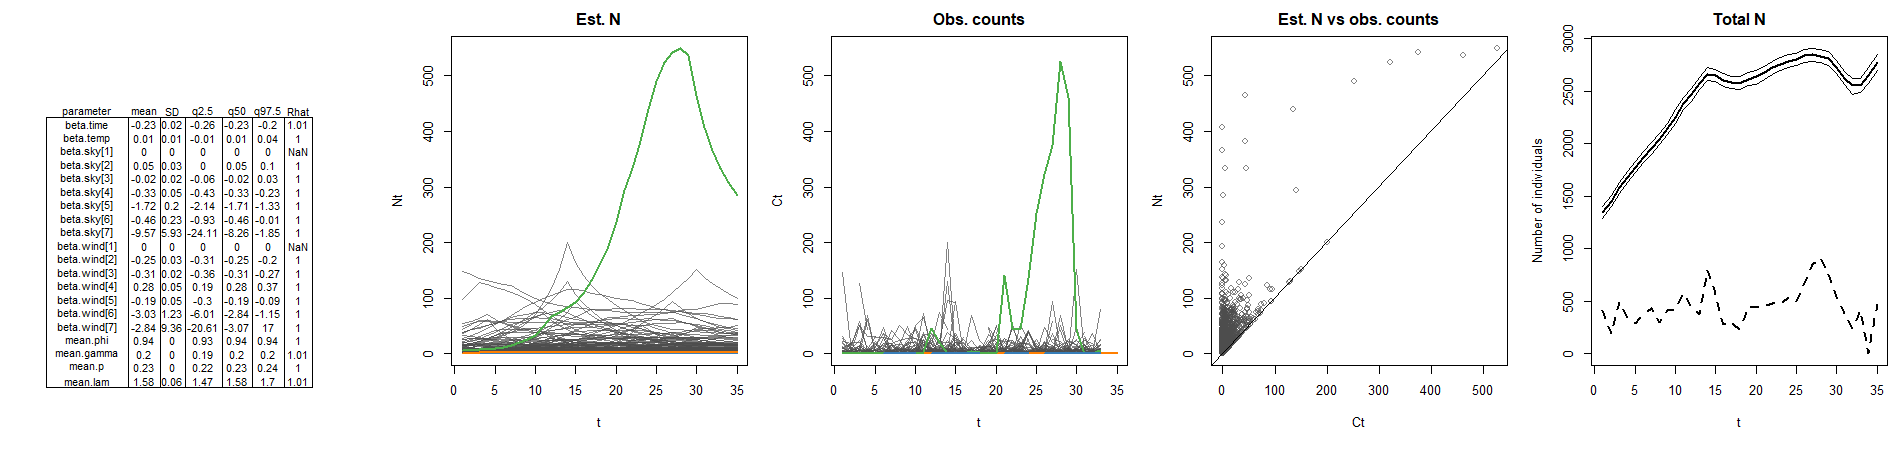 parameter mean SD q2.5 q50 q97.5 Rhat
beta.time -0.23 0.02 -0.26 -0.23 -0.2 1.01
beta.temp 0.01 0.01 -0.01 0.01 0.04 1
beta.sky[1] 0 0 0 0 0 NaN
beta.sky[2] 0.05 0.03 0 0.05 0.1 1
beta.sky[3] -0.02 0.02 -0.06 -0.02 0.03 1
beta.sky[4] -0.33 0.05 -0.43 -0.33 -0.23 1
beta.sky[5] -1.72 0.2 -2.14 -1.71 -1.33 1
beta.sky[6] -0.46 0.23 -0.93 -0.46 -0.01 1
beta.sky[7] -9.57 5.93 -24.11 -8.26 -1.85 1
beta.wind[1] 0 0 0 0 0 NaN
beta.wind[2] -0.25 0.03 -0.31 -0.25 -0.2 1
beta.wind[3] -0.31 0.02 -0.36 -0.31 -0.27 1
beta.wind[4] 0.28 0.05 0.19 0.28 0.37 1
beta.wind[5] -0.19 0.05 -0.3 -0.19 -0.09 1
beta.wind[6] -3.03 1.23 -6.01 -2.84 -1.15 1
beta.wind[7] -2.84 9.36 -20.61 -3.07 17 1
mean.phi 0.94 0 0.93 0.94 0.94 1
mean.gamma 0.2 0 0.19 0.2 0.2 1.01
mean.p 0.23 0 0.22 0.23 0.24 1
mean.lam 1.58 0.06 1.47 1.58 1.7 1.01
Est. N
Nt
500
400
300
200
100
0
0 5 10 15 20 25 30 35
t
Obs. counts
Ct
500
400
300
200
100
0
0 5 10 15 20 25 30 35
t
Est. N vs obs. counts
Nt
500
400
300
200
100
0
0 100 200 300 400 500
Ct
Total N
Number of individuals
3000
2500
2000
1500
1000
500
0
0 5 10 15 20 25 30 35
t